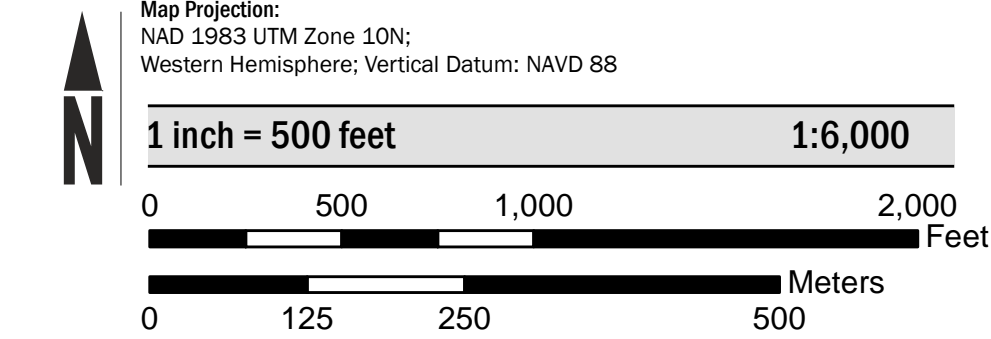 Map Projection:
NAD 1983 UTM Zone 10N;
Western Hemisphere; Vertical Datum: NAVD 88
N
1 inch = 500 feet 1:6,000
0 500 1,000 2,000
Feet
Meters
0 125 250 500